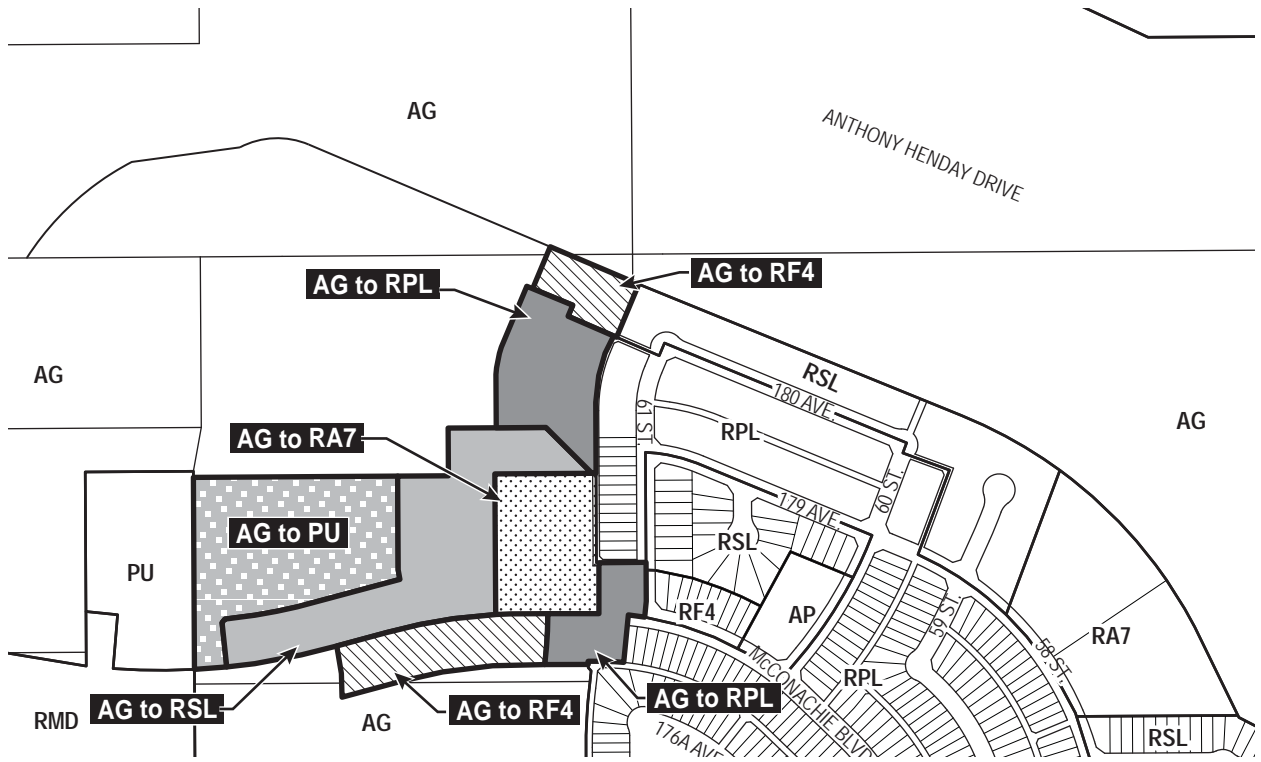 AG
ANTHONY HENDAY DRIVE
AG to RPL
AG to RF4
AG
RSL
180 AVE.
AG
61 ST.
RPL
AG to RA7
60 ST.
179 AVE.
AG to PU
RSL
PU
RF4
AP
59 ST.
58 ST.
RA7
McCONACHIE BLVD
RPL
AG to RSL
AG to RF4
AG to RPL
RMD
AG
176A AVE
RSL